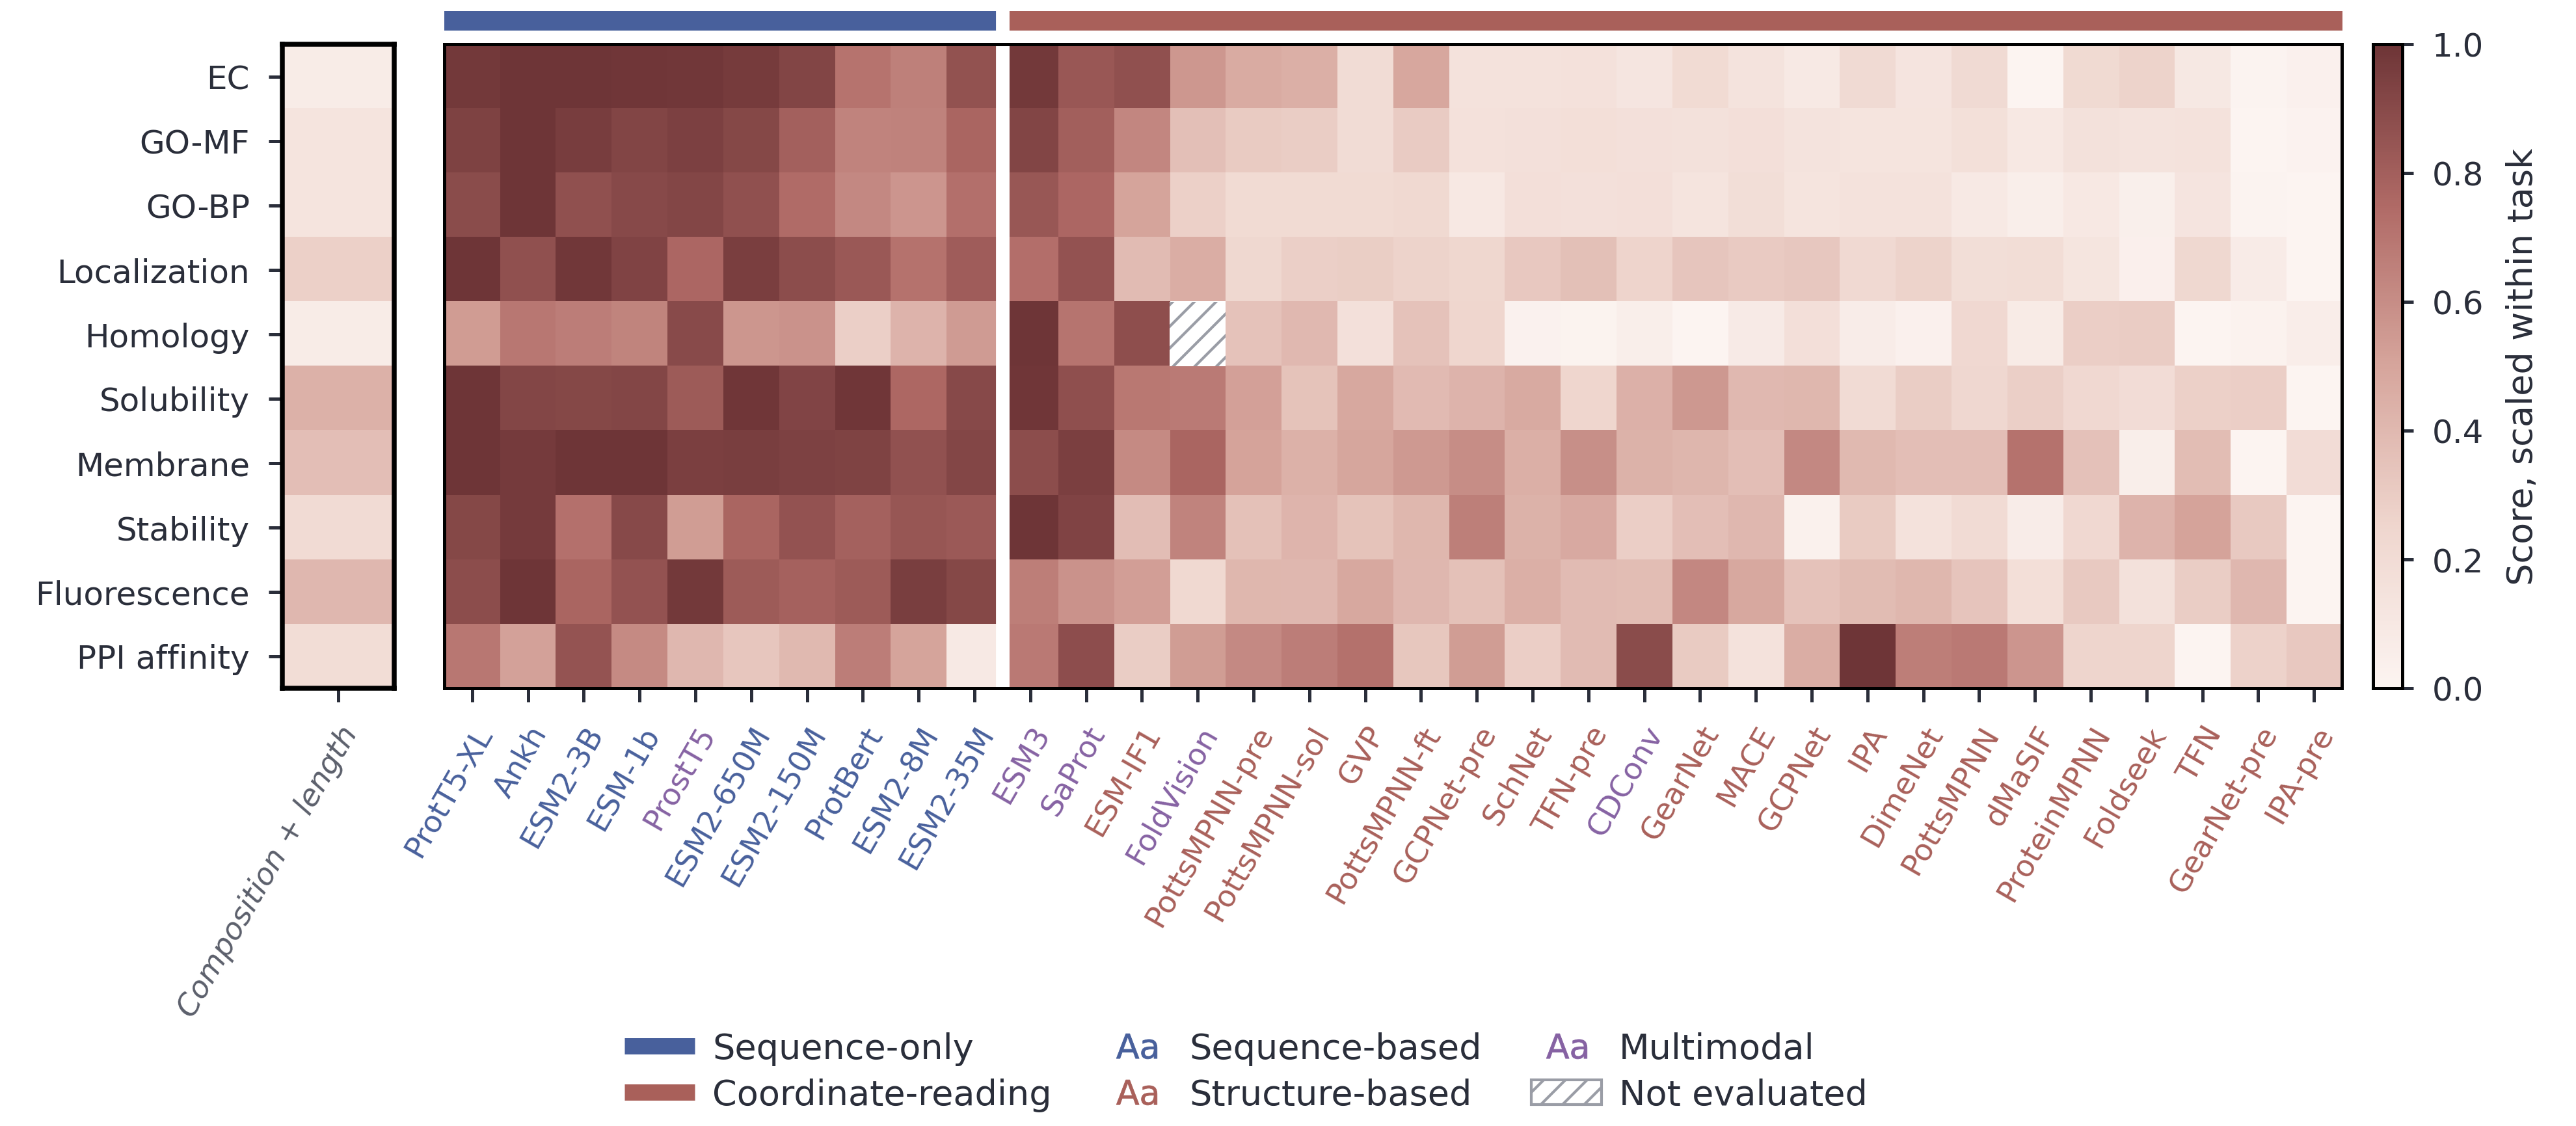 EC
GO-MF
GO-BP
Localization
Homology
Solubility
Membrane
Stability
Fluorescence
PPI affinity
Composition + length
ProtT5-XL
Ankh
ESM2-3B
ESM-1b
ProstT5
ESM2-650M
ESM2-150M
ProtBert
ESM2-8M
ESM2-35M
ESM3
SaProt
ESM-IF1
FoldVision
PottsMPNN-pre
PottsMPNN-sol
GVP
PottsMPNN-ft
GCPNet-pre
SchNet
TFN-pre
CDConv
GearNet
MACE
GCPNet
IPA
DimeNet
PottsMPNN
dMaSIF
ProteinMPNN
Foldseek
TFN
GearNet-pre
IPA-pre
1.0
0.8
0.6
0.4
0.2
0.0
Score, scaled within task
Sequence-only
Coordinate-reading
Aa Sequence-based
Aa Structure-based
Aa Multimodal
Not evaluated